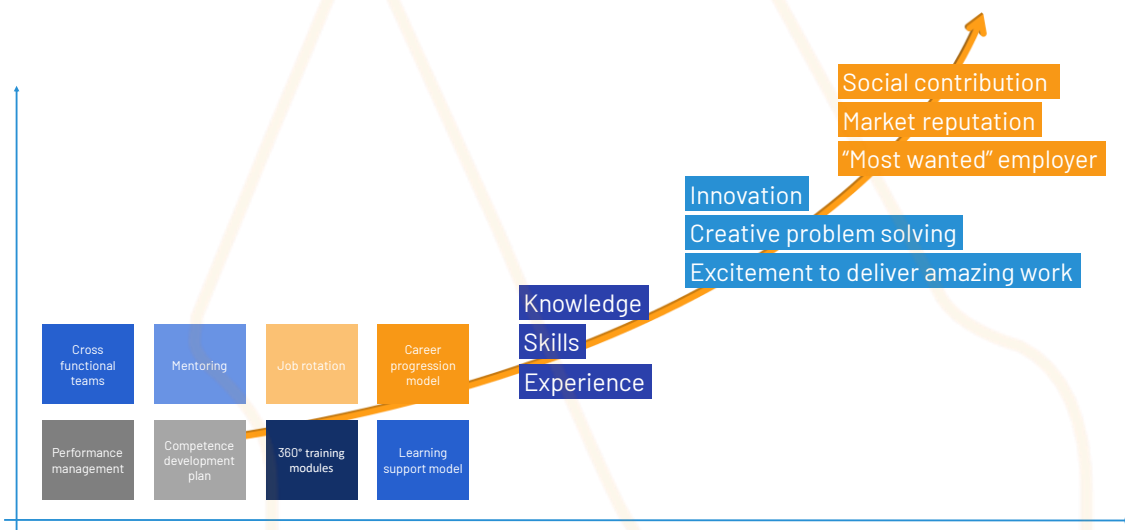 Social contribution
Market reputation
“Most wanted” employer
Innovation
Creative problem solving
Excitement to deliver amazing work
Knowledge
Skills
Experience
Cross
functional
teams
Mentoring
Job rotation
Career
progression
model
Performance
management
Competence
development
plan
360° training
modules
Learning
support model